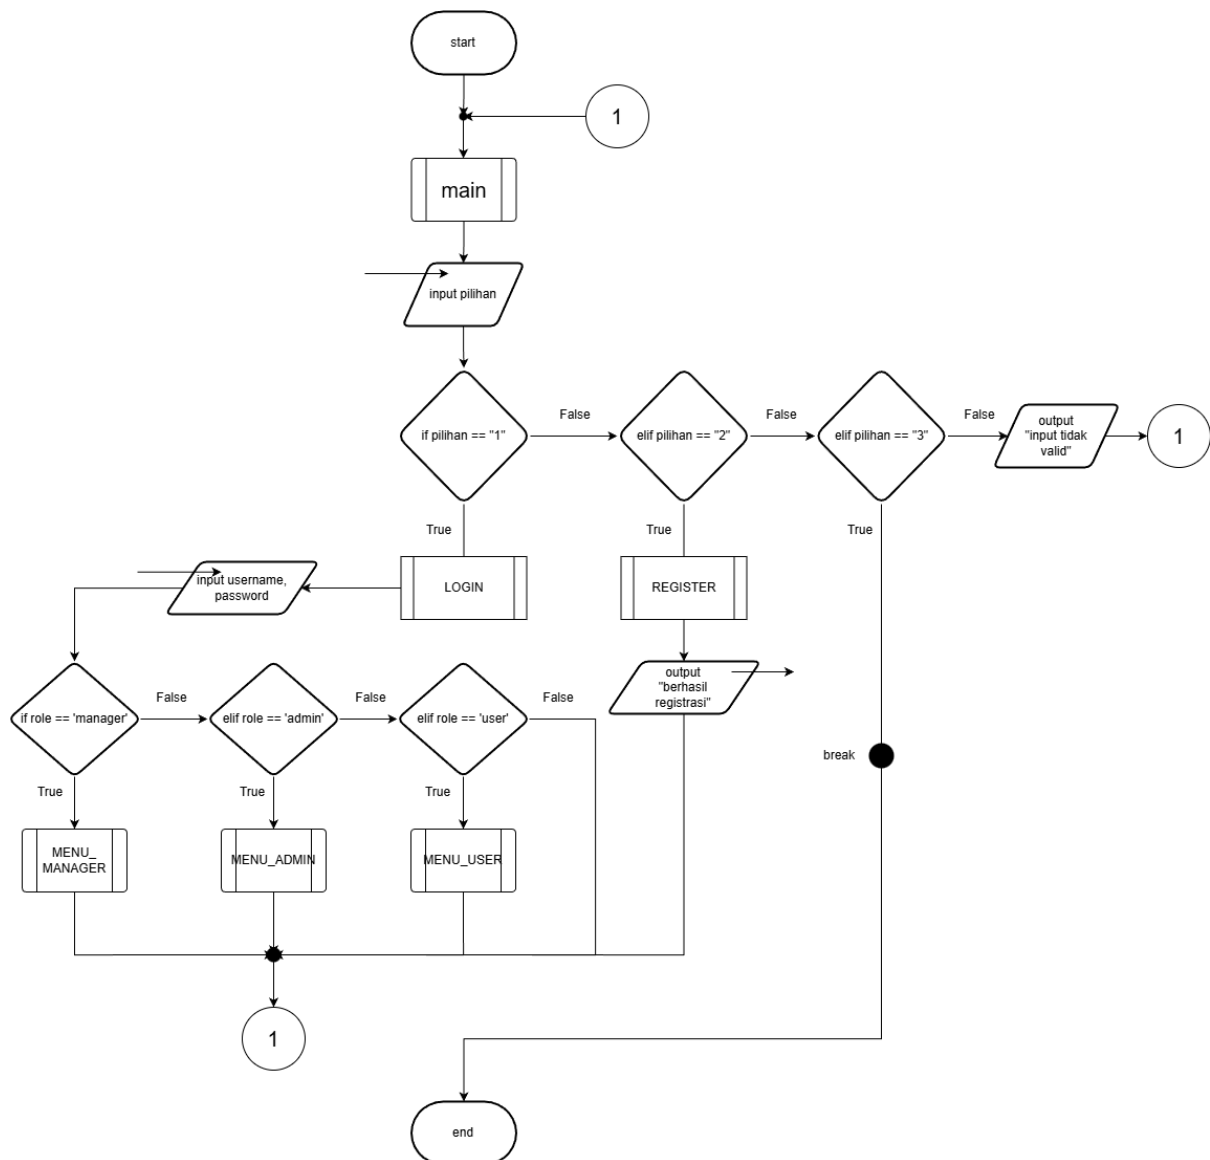 start
1
main
input pilihan
if pilihan == "1"
False
elif pilihan == "2"
False
elif pilihan == "3"
False
output
"input tidak
valid"
1
True
True
True
input username,
password
LOGIN
REGISTER
if role == 'manager'
False
elif role == 'admin'
False
elif role == 'user'
False
output
"berhasil
registrasi"
break
True
True
True
MENU_
MANAGER
MENU_ADMIN
MENU_USER
1
end